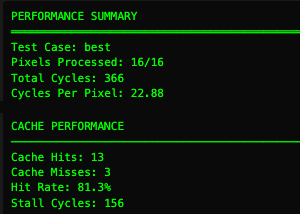 PERFORMANCE SUMMARY
Test Case: best
Pixels Processed: 16/16
Total Cycles: 366
Cycles Per Pixel: 22.88
CACHE PERFORMANCE
Cache Hits: 13
Cache Misses: 3
Hit Rate: 81.3%
Stall Cycles: 156